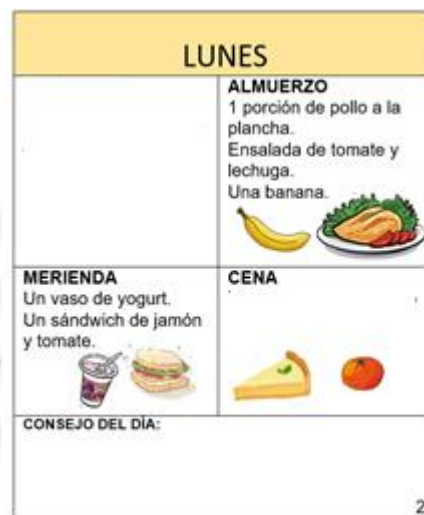 LUNES
ALMUERZO
1 porción de pollo a la
plancha.
Ensalada de tomate y
lechuga.
Una banana.
MERIENDA
Un vaso de yogurt.
Un sándwich de jamón
y tomate.
CENA
CONSEJO DEL DÍA:
2